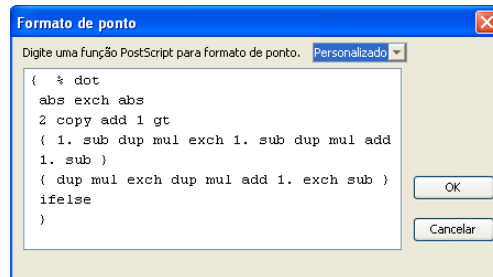 Formato de ponto
Digite uma função PostScript para formato de ponto. Personalizado
{ % dot
abs exch abs
2 copy add 1 gt
{ 1. sub dup mul exch 1. sub dup mul add
1. sub }
{ dup mul exch dup mul add 1. exch sub }
ifelse
}
OK
Cancelar